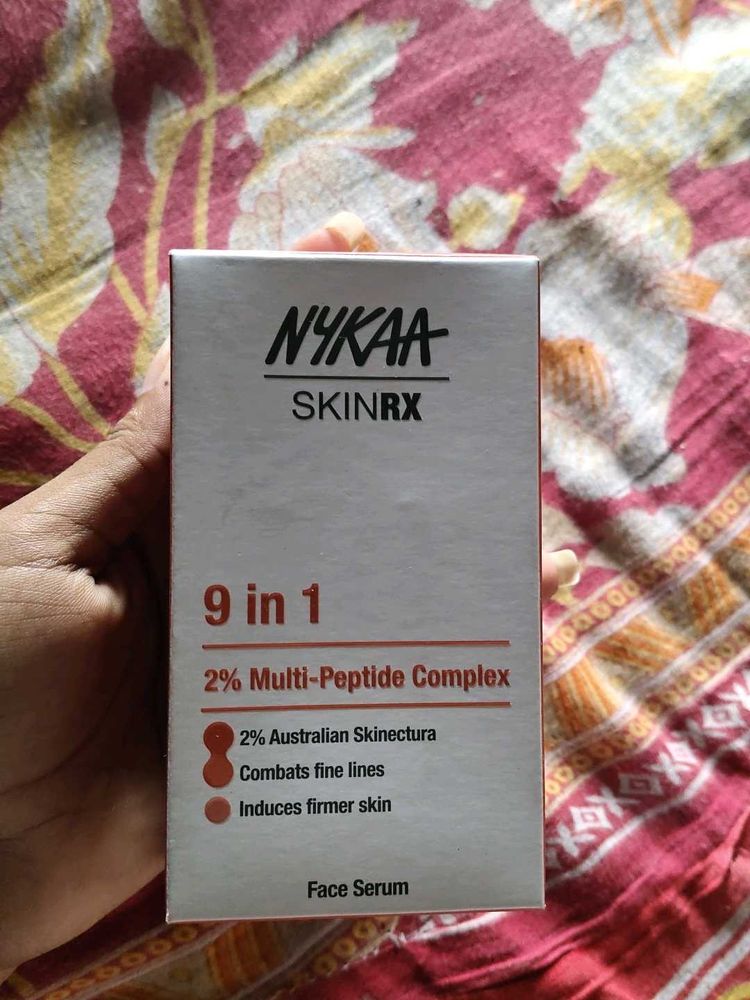 NYKAA
SKINRX
9 in 1
2% Multi-Peptide Complex
2% Australian Skinectura
Combats fine lines
Induces firmer skin
Face Serum